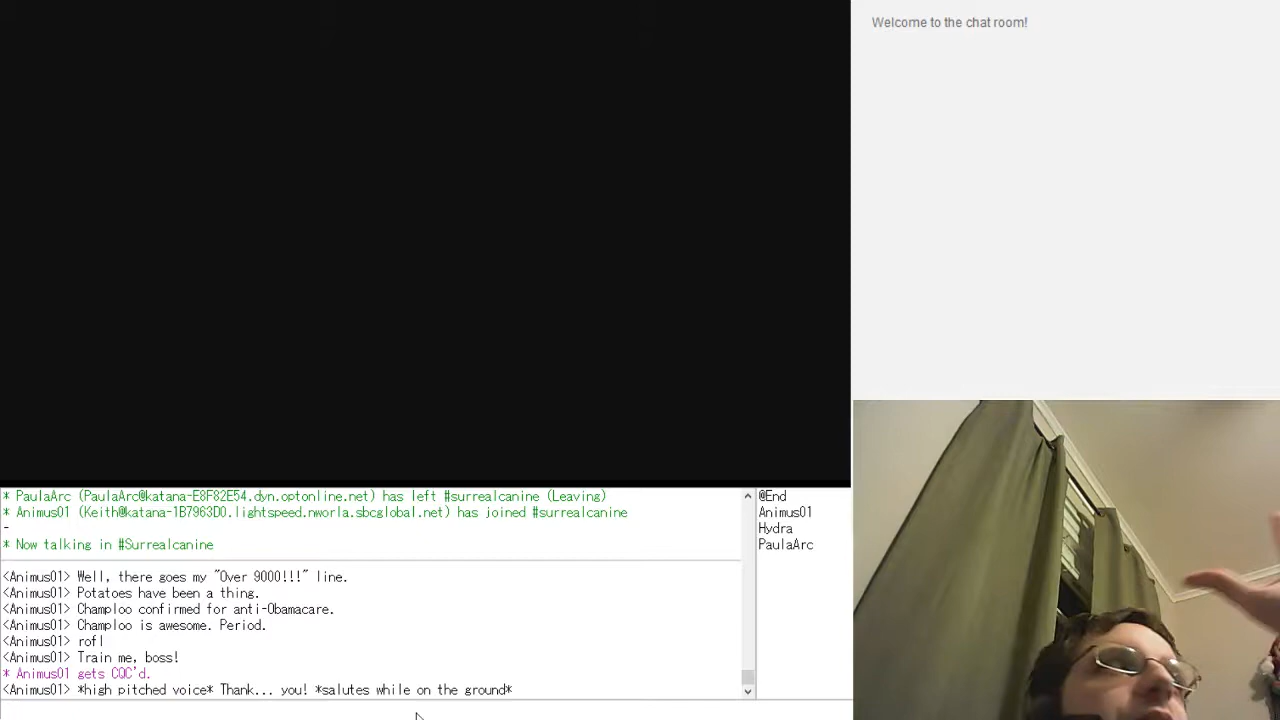 Welcome to the chat room!
* PaulaArc (PaulaArc@katana-E8F82E54.dyn.optonline.net) has left #surrealcanine (Leaving)
* Animus01 (Keith@katana-1B7963D0.lightspeed.nworla.sbcglobal.net) has joined #surrealcanine
-
* Now talking in #Surrealcanine
@End
Animus01
Hydra
PaulaArc
<Animus01> Well, there goes my "Over 9000!!!" line.
<Animus01> Potatoes have been a thing.
<Animus01> Champloo confirmed for anti-Obamacare.
<Animus01> Champloo is awesome. Period.
<Animus01> rofl
<Animus01> Train me, boss!
* Animus01 gets CQC'd.
<Animus01> *high pitched voice* Thank... you! *salutes while on the ground*